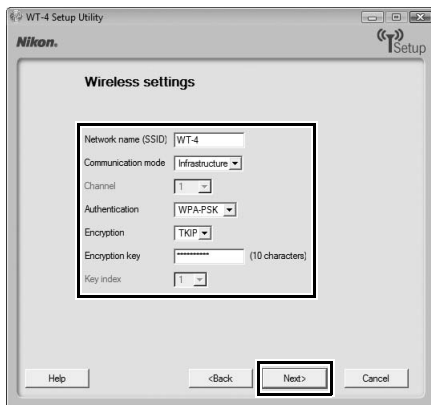 WT-4 Setup Utility
Nikon.
Setup
Wireless settings
Network name (SSID) WT-4
Communication mode Infrastructure
Channel 1
Authentication WPA-PSK
Encryption TKIP
Encryption key ********** (10 characters)
Key index 1
Help <Back Next> Cancel